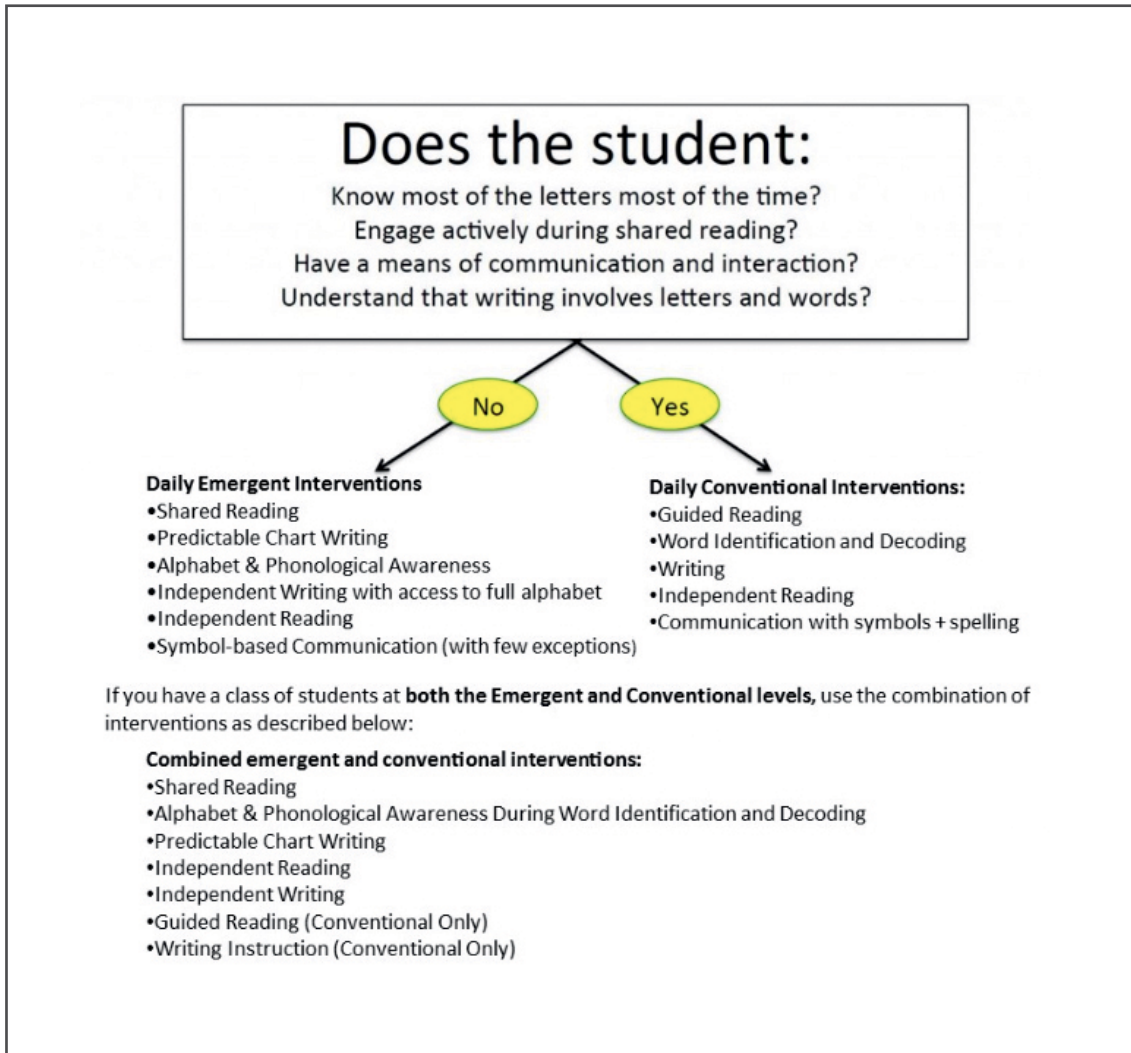 Does the student:
Know most of the letters most of the time?
Engage actively during shared reading?
Have a means of communication and interaction?
Understand that writing involves letters and words?
No
Yes
Daily Emergent Interventions
•Shared Reading
•Predictable Chart Writing
•Alphabet & Phonological Awareness
•Independent Writing with access to full alphabet
•Independent Reading
•Symbol-based Communication (with few exceptions)
Daily Conventional Interventions:
•Guided Reading
•Word Identification and Decoding
•Writing
•Independent Reading
•Communication with symbols + spelling
If you have a class of students at both the Emergent and Conventional levels, use the combination of
interventions as described below:
Combined emergent and conventional interventions:
•Shared Reading
•Alphabet & Phonological Awareness During Word Identification and Decoding
•Predictable Chart Writing
•Independent Reading
•Independent Writing
•Guided Reading (Conventional Only)
•Writing Instruction (Conventional Only)